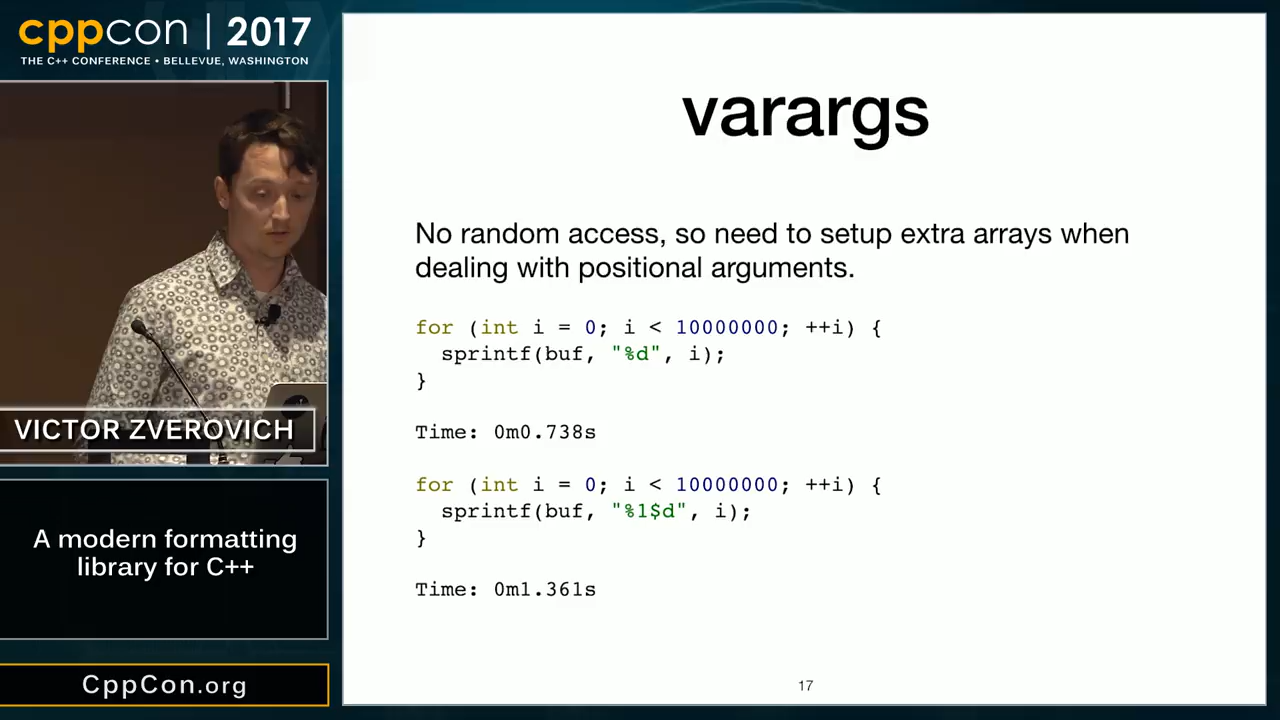 cppcon | 2017
THE C++ CONFERENCE • BELLEVUE, WASHINGTON
VICTOR ZVEROVICH
A modern formatting
library for C++
CppCon.org
varargs
No random access, so need to setup extra arrays when
dealing with positional arguments.
for (int i = 0; i < 10000000; ++i) {
  sprintf(buf, "%d", i);
}
Time: 0m0.738s
for (int i = 0; i < 10000000; ++i) {
  sprintf(buf, "%1$d", i);
}
Time: 0m1.361s
17